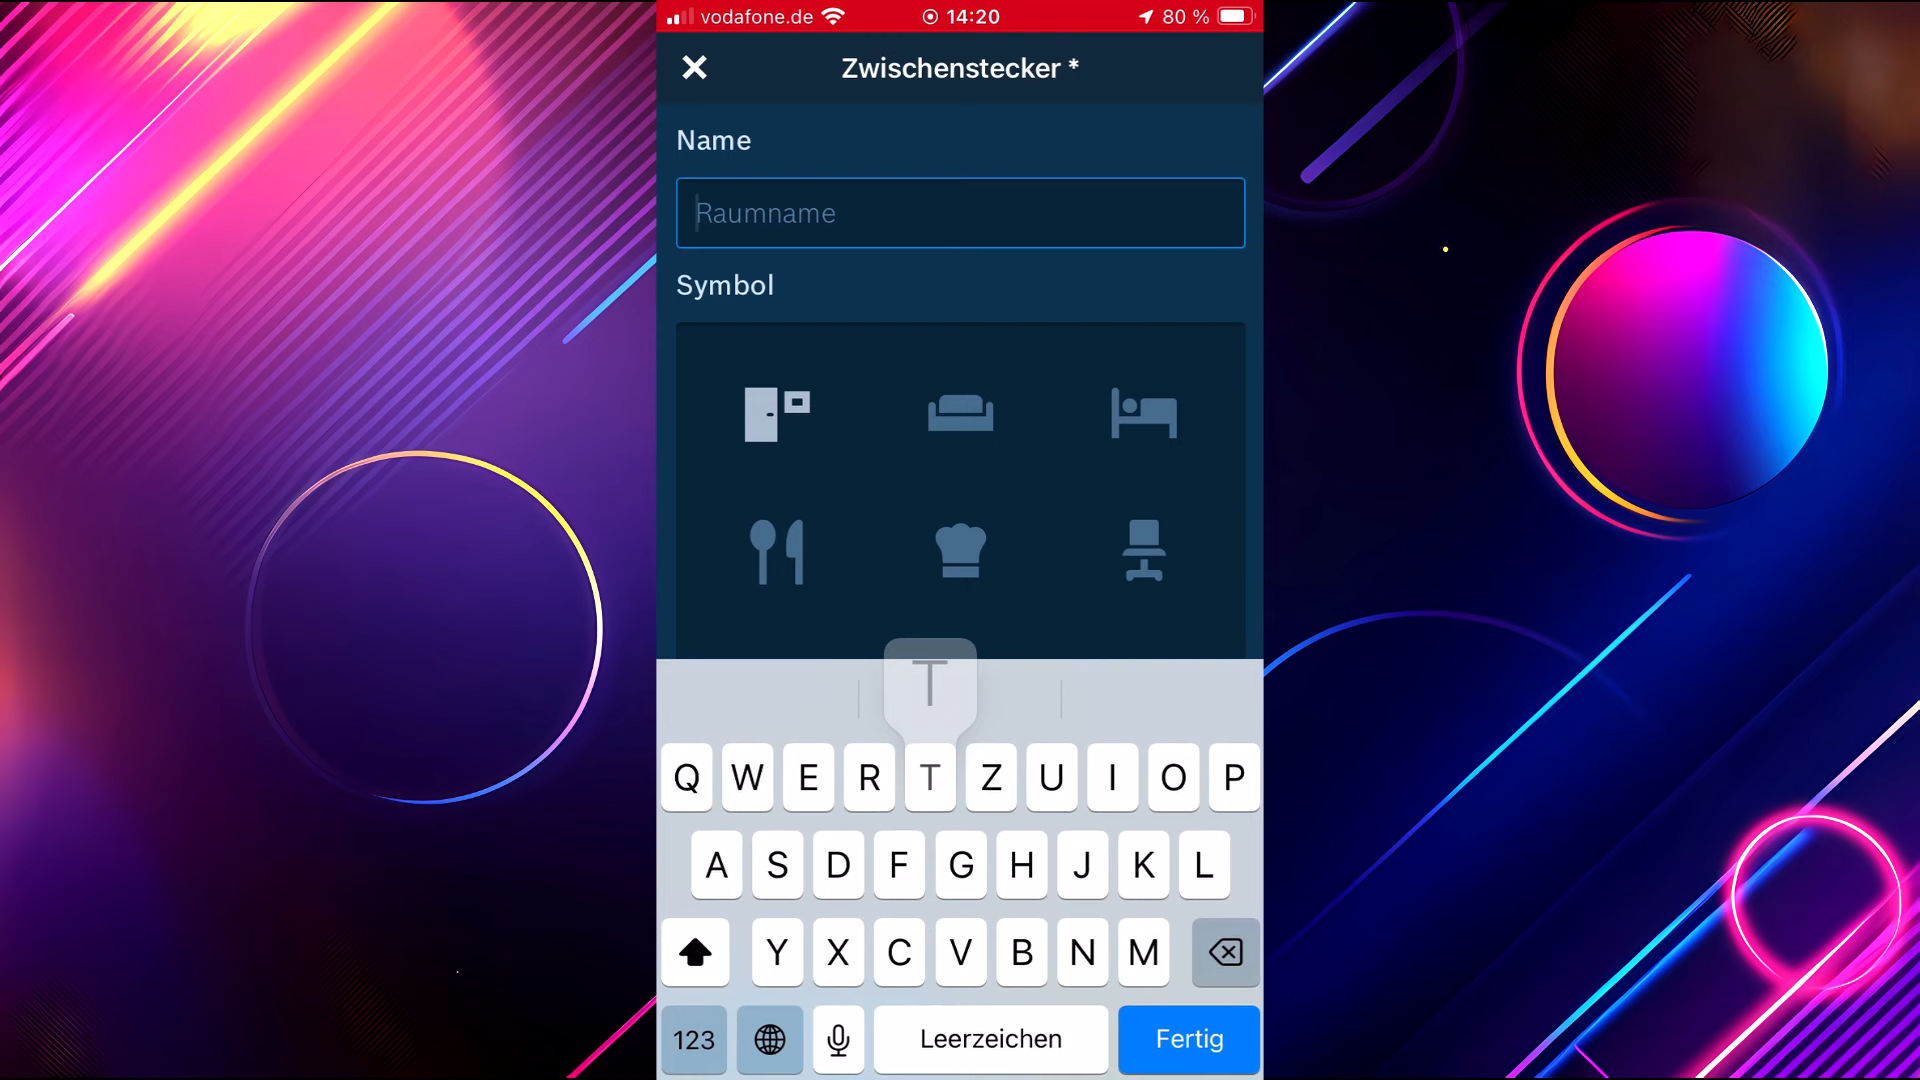 vodafone.de 14:20 80 %
Zwischenstecker *
Name
Raumname
Symbol
T
Q W E R T Z U I O P
A S D F G H J K L
Y X C V B N M
123 Leerzeichen Fertig